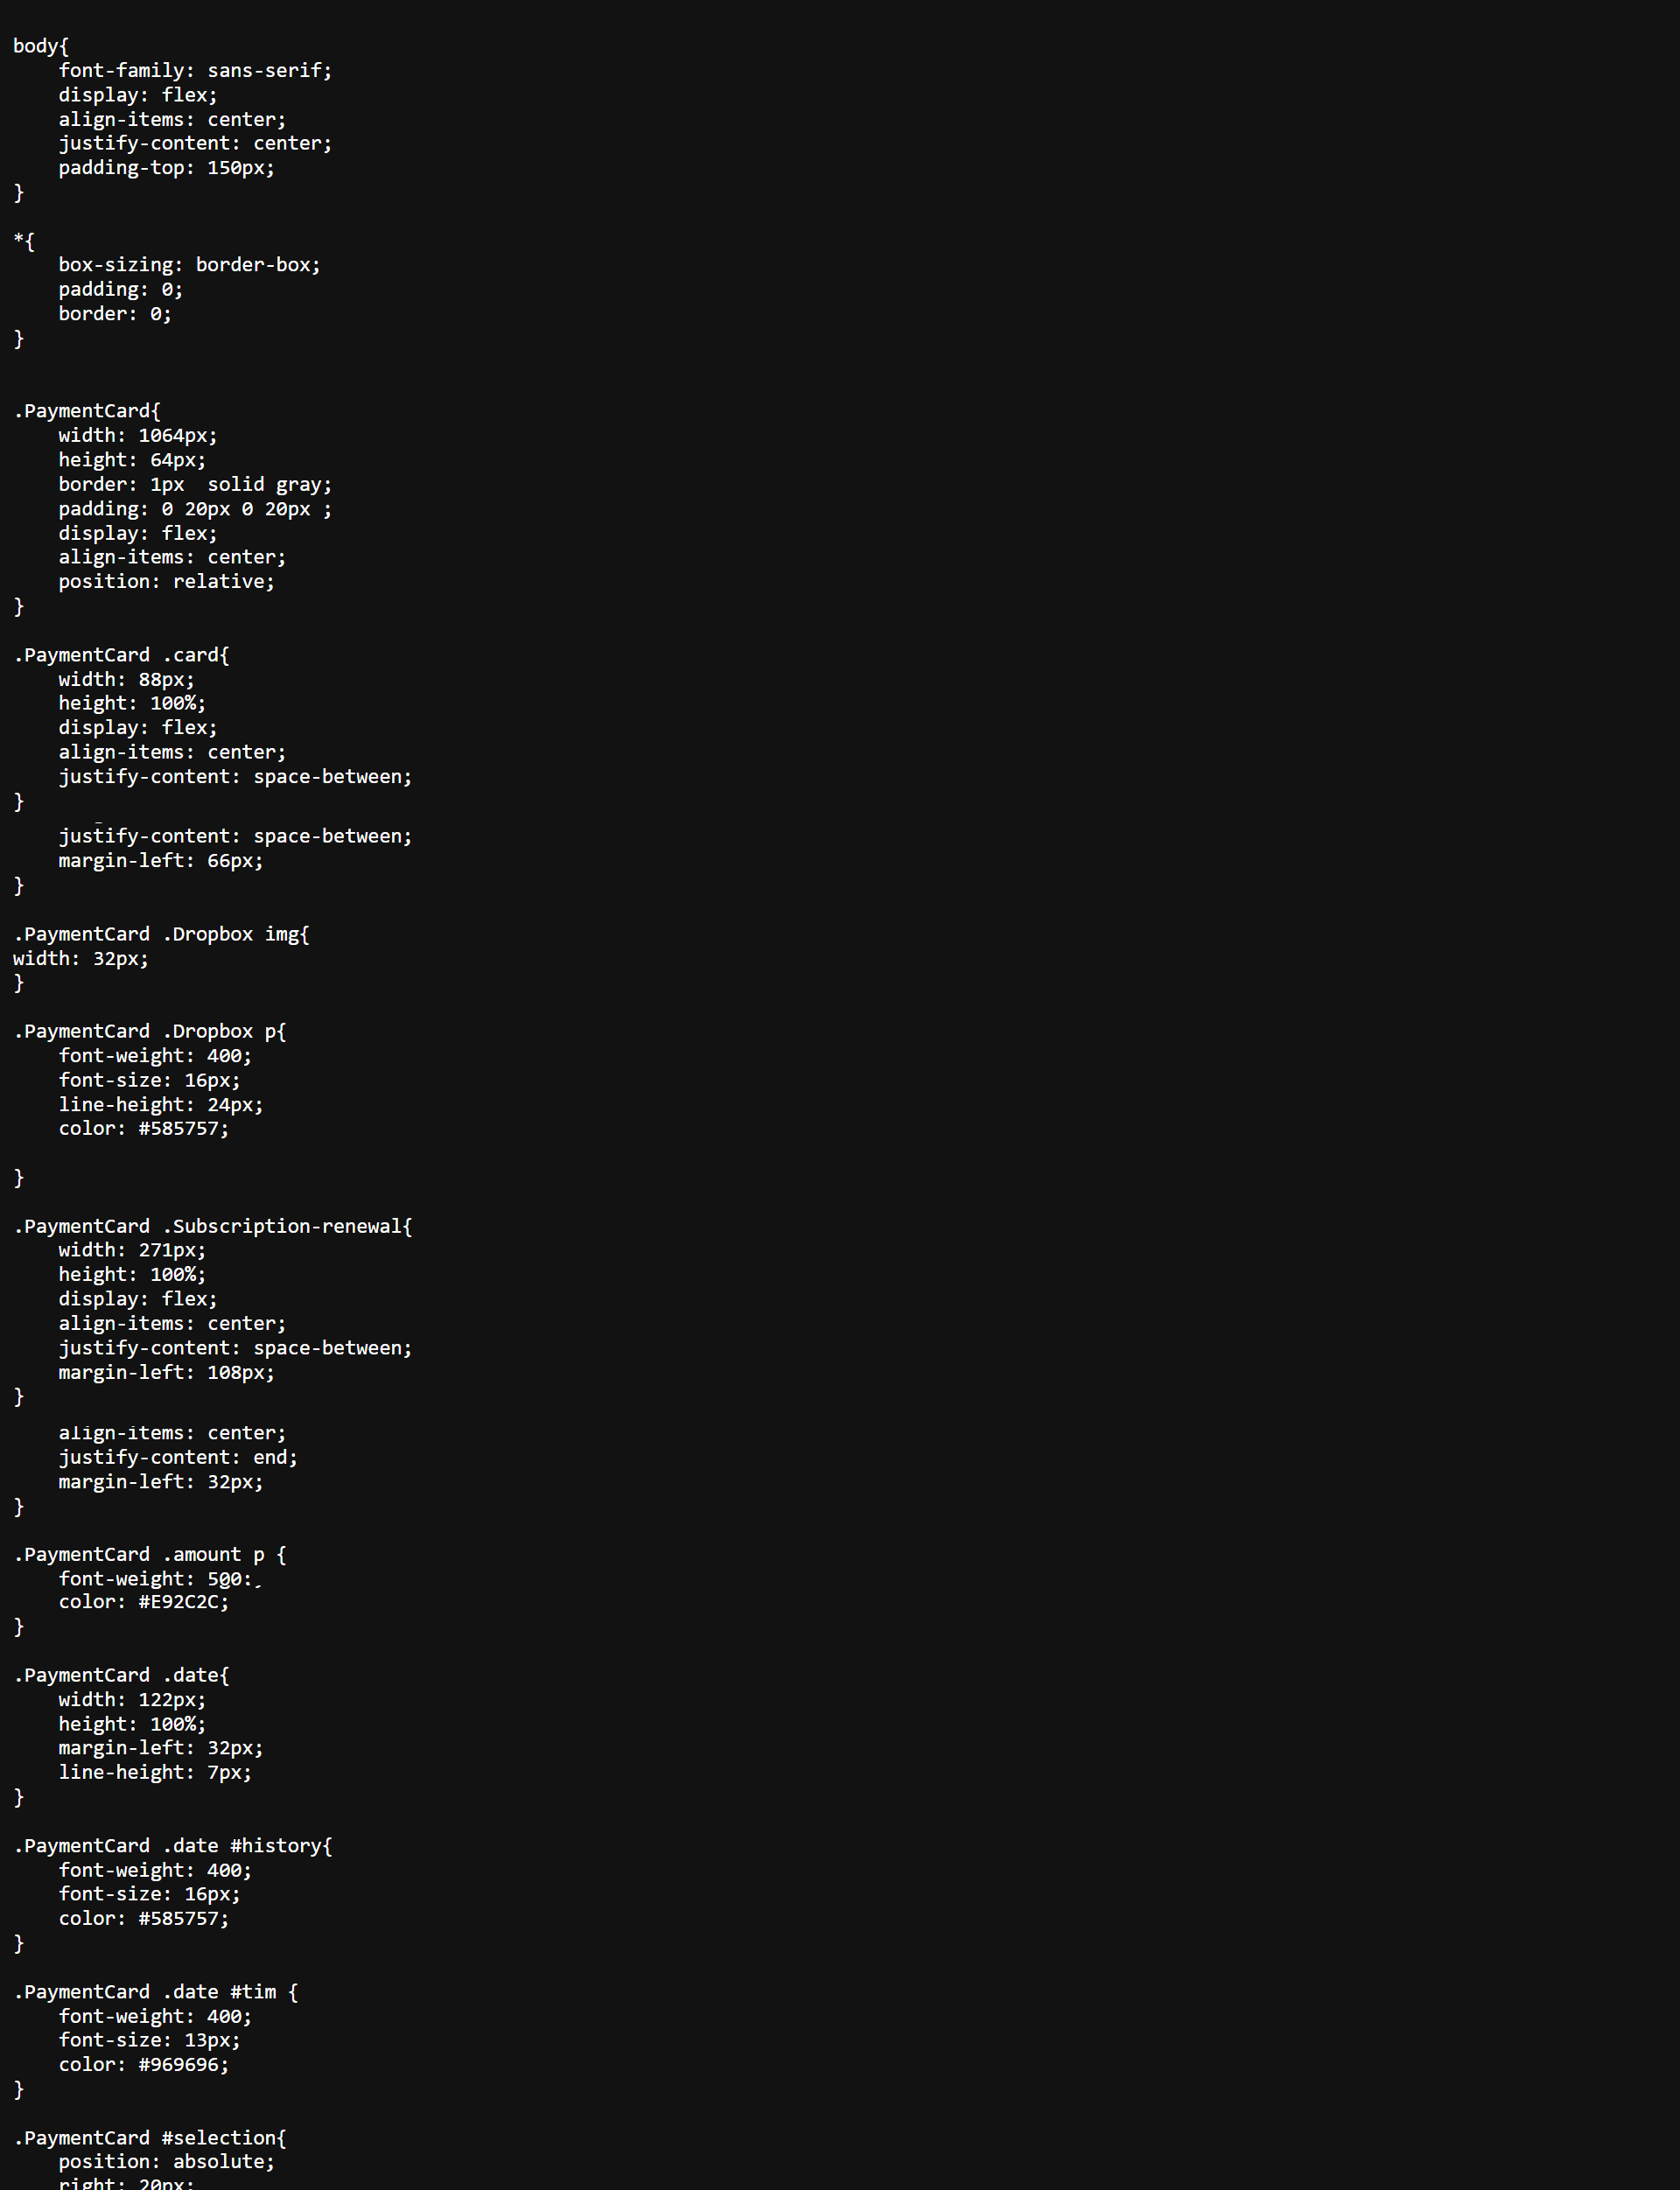 body{
    font-family: sans-serif;
    display: flex;
    align-items: center;
    justify-content: center;
    padding-top: 150px;
}

*{
    box-sizing: border-box;
    padding: 0;
    border: 0;
}


.PaymentCard{
    width: 1064px;
    height: 64px;
    border: 1px  solid gray;
    padding: 0 20px 0 20px ;
    display: flex;
    align-items: center;
    position: relative;
}

.PaymentCard .card{
    width: 88px;
    height: 100%;
    display: flex;
    align-items: center;
    justify-content: space-between;
}
    justify-content: space-between;
    margin-left: 66px;
}

.PaymentCard .Dropbox img{
width: 32px;
}

.PaymentCard .Dropbox p{
    font-weight: 400;
    font-size: 16px;
    line-height: 24px;
    color: #585757;

}

.PaymentCard .Subscription-renewal{
    width: 271px;
    height: 100%;
    display: flex;
    align-items: center;
    justify-content: space-between;
    margin-left: 108px;
}
    align-items: center;
    justify-content: end;
    margin-left: 32px;
}

.PaymentCard .amount p {
    font-weight: 500;
    color: #E92C2C;
}

.PaymentCard .date{
    width: 122px;
    height: 100%;
    margin-left: 32px;
    line-height: 7px;
}

.PaymentCard .date #history{
    font-weight: 400;
    font-size: 16px;
    color: #585757;
}

.PaymentCard .date #tim {
    font-weight: 400;
    font-size: 13px;
    color: #969696;
}

.PaymentCard #selection{
    position: absolute;
    right: 20px;